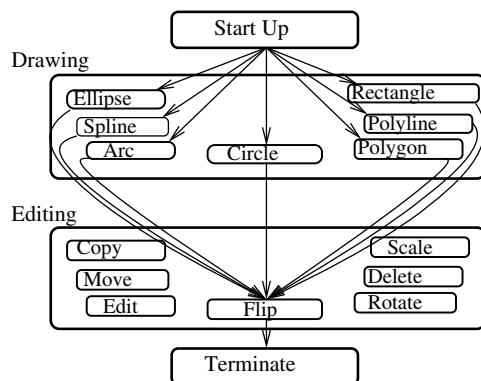 Start Up
Drawing
Ellipse
Rectangle
Spline
Polyline
Arc
Circle
Polygon
Editing
Copy
Scale
Move
Delete
Edit
Flip
Rotate
Terminate